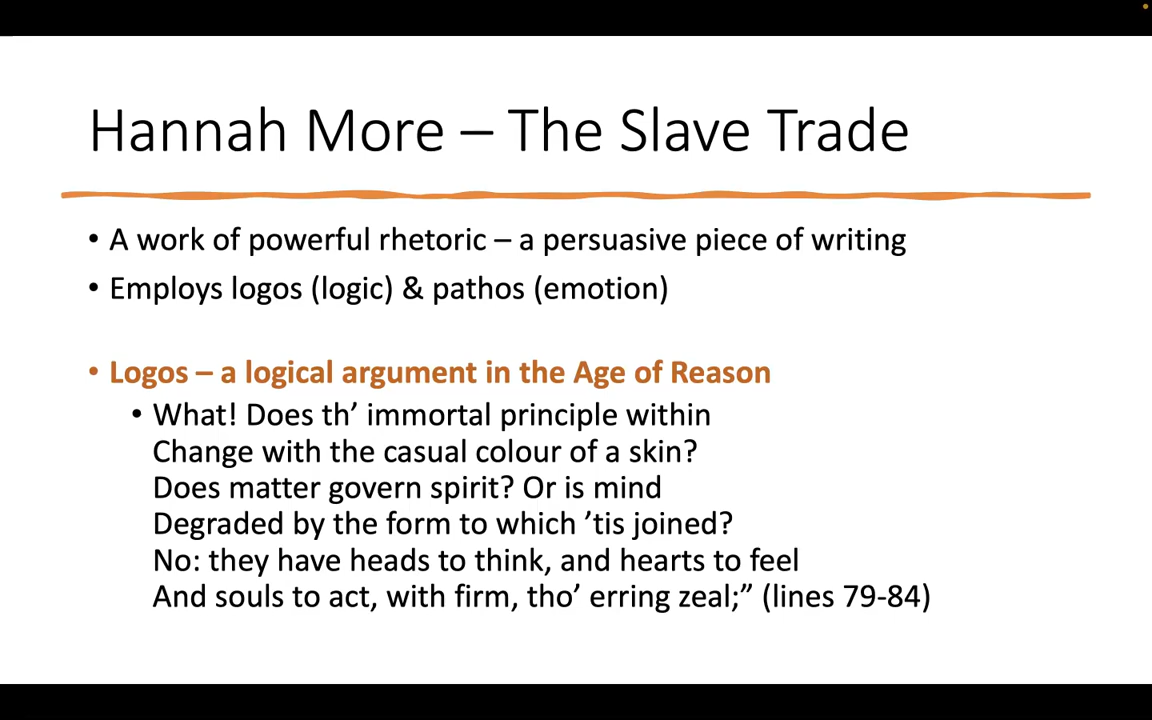 Hannah More – The Slave Trade
• A work of powerful rhetoric – a persuasive piece of writing
• Employs logos (logic) & pathos (emotion)
• Logos – a logical argument in the Age of Reason
• What! Does th’ immortal principle within
Change with the casual colour of a skin?
Does matter govern spirit? Or is mind
Degraded by the form to which ’tis joined?
No: they have heads to think, and hearts to feel
And souls to act, with firm, tho’ erring zeal;” (lines 79-84)